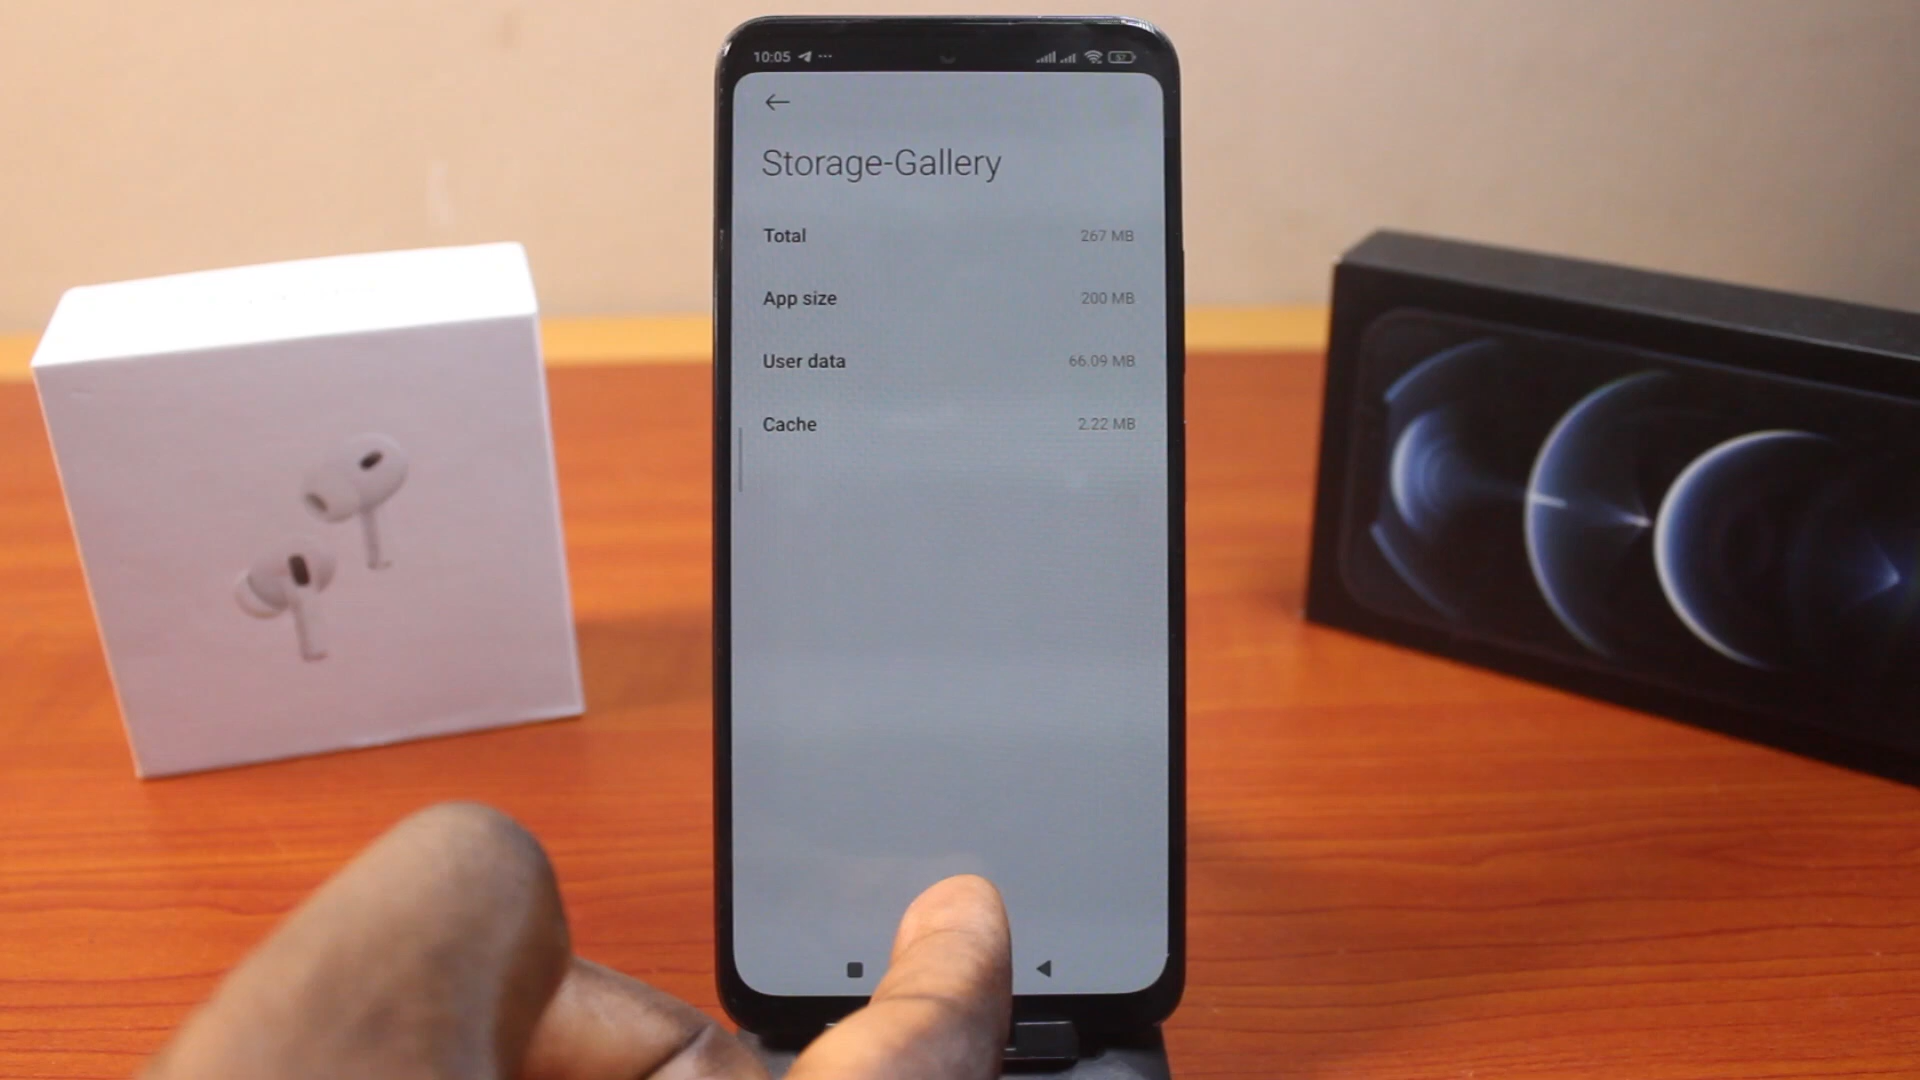 10:05
57
Storage-Gallery
Total 267 MB
App size 200 MB
User data 66.09 MB
Cache 2.22 MB